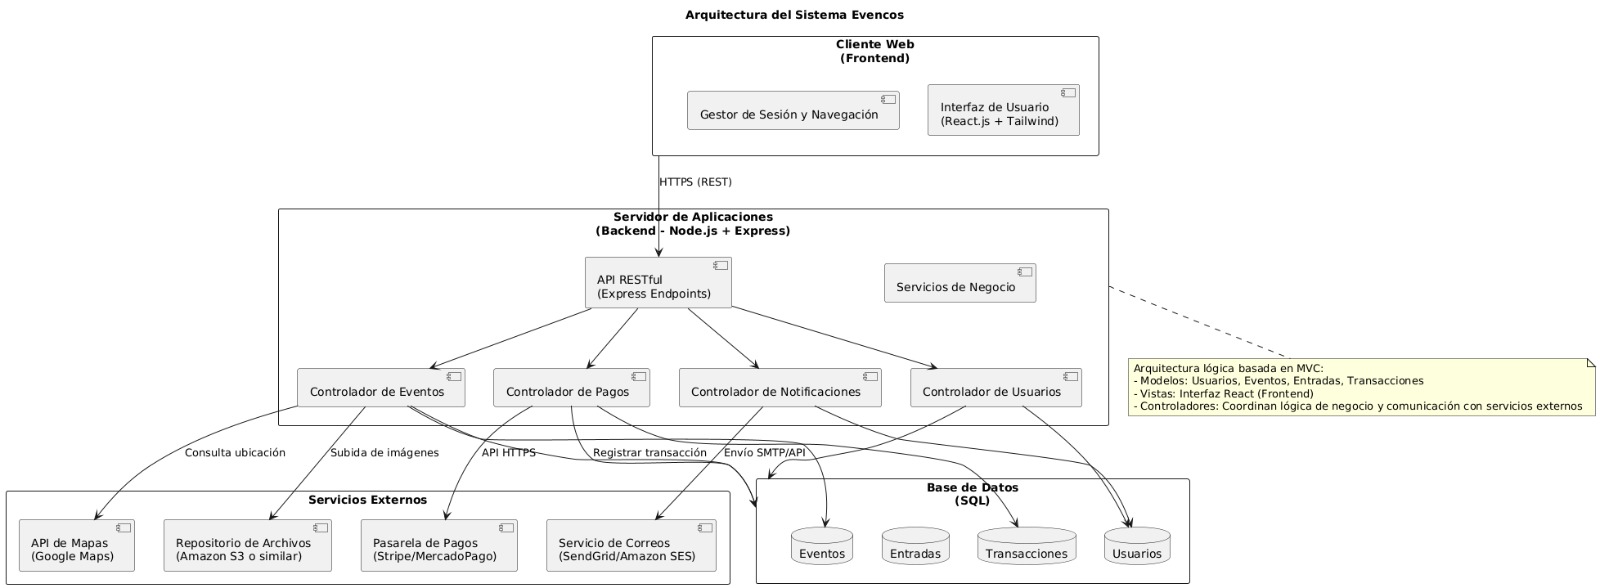 Arquitectura del Sistema Evencos
Cliente Web
(Frontend)
Gestor de Sesión y Navegación
Interfaz de Usuario
(React.js + Tailwind)
HTTPS (REST)
Servidor de Aplicaciones
(Backend - Node.js + Express)
API RESTful
(Express Endpoints)
Servicios de Negocio
Controlador de Eventos
Controlador de Pagos
Controlador de Notificaciones
Controlador de Usuarios
Arquitectura lógica basada en MVC:
- Modelos: Usuarios, Eventos, Entradas, Transacciones
- Vistas: Interfaz React (Frontend)
- Controladores: Coordinan lógica de negocio y comunicación con servicios externos
Consulta ubicación
Subida de imágenes
API HTTPS
Registrar transacción
Envío SMTP/API
Servicios Externos
API de Mapas
(Google Maps)
Repositorio de Archivos
(Amazon S3 o similar)
Pasarela de Pagos
(Stripe/MercadoPago)
Servicio de Correos
(SendGrid/Amazon SES)
Base de Datos
(SQL)
Eventos
Entradas
Transacciones
Usuarios